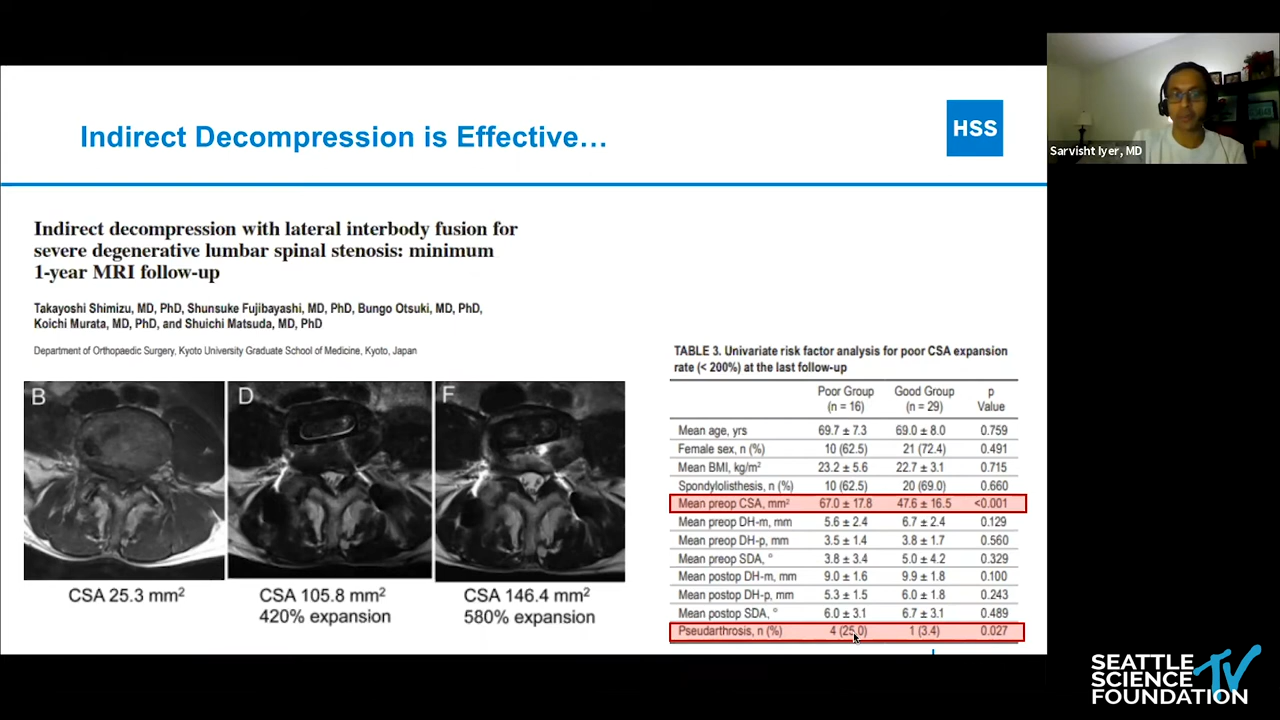 Indirect Decompression is Effective…
HSS
Sarvisht Iyer, MD
Indirect decompression with lateral interbody fusion for
severe degenerative lumbar spinal stenosis: minimum
1-year MRI follow-up
Takayoshi Shimizu, MD, PhD, Shunsuke Fujibayashi, MD, PhD, Bungo Otsuki, MD, PhD,
Koichi Murata, MD, PhD, and Shuichi Matsuda, MD, PhD
Department of Orthopaedic Surgery, Kyoto University Graduate School of Medicine, Kyoto, Japan
B
D
F
CSA 25.3 mm²
CSA 105.8 mm²
420% expansion
CSA 146.4 mm²
580% expansion
TABLE 3. Univariate risk factor analysis for poor CSA expansion
rate (< 200%) at the last follow-up
Poor Group Good Group p
(n = 16) (n = 29) Value
Mean age, yrs 69.7 ± 7.3 69.0 ± 8.0 0.759
Female sex, n (%) 10 (62.5) 21 (72.4) 0.491
Mean BMI, kg/m² 23.2 ± 5.6 22.7 ± 3.1 0.715
Spondylolisthesis, n (%) 10 (62.5) 20 (69.0) 0.660
Mean preop CSA, mm² 67.0 ± 17.8 47.6 ± 16.5 <0.001
Mean preop DH-m, mm 5.6 ± 2.4 6.7 ± 2.4 0.129
Mean preop DH-p, mm 3.5 ± 1.4 3.8 ± 1.7 0.560
Mean preop SDA, ° 3.8 ± 3.4 5.0 ± 4.2 0.329
Mean postop DH-m, mm 9.0 ± 1.6 9.9 ± 1.8 0.100
Mean postop DH-p, mm 5.3 ± 1.5 6.0 ± 1.8 0.243
Mean postop SDA, ° 6.0 ± 3.1 6.7 ± 3.1 0.489
Pseudarthrosis, n (%) 4 (25.0) 1 (3.4) 0.027
SEATTLE
SCIENCE TV
FOUNDATION